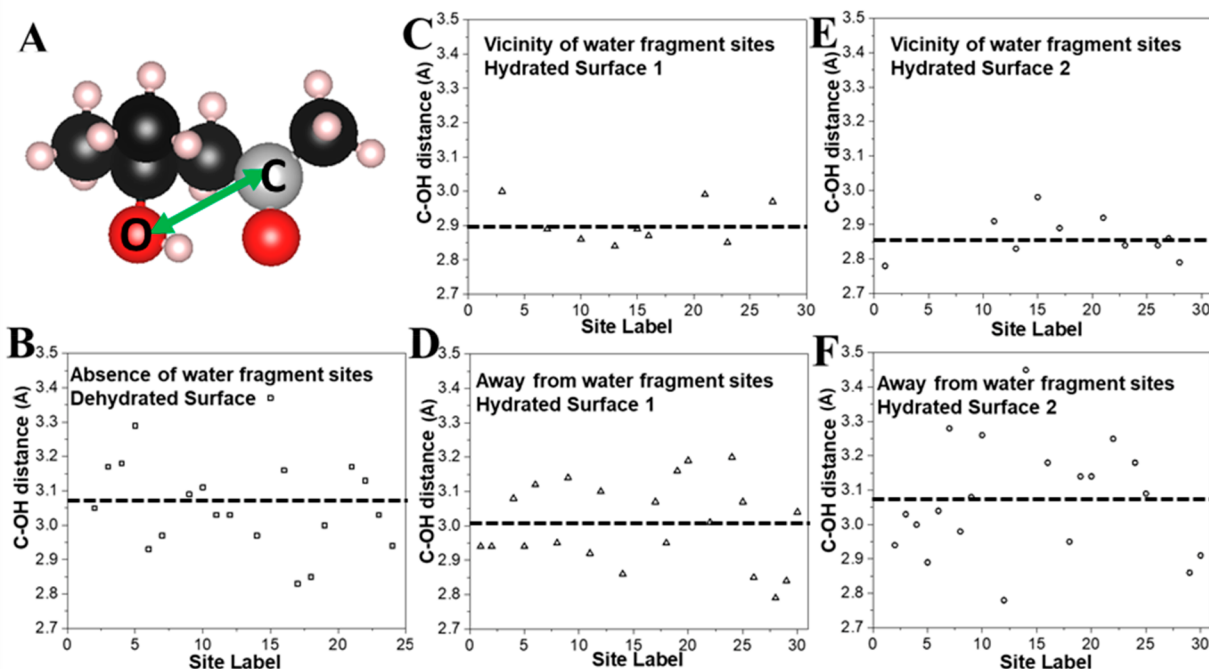 A
O
C
B
Absence of water fragment sites
Dehydrated Surface
C-OH distance (Å)
3.5
3.4
3.3
3.2
3.1
3.0
2.9
2.8
2.7
0 5 10 15 20 25
Site Label
C
Vicinity of water fragment sites
Hydrated Surface 1
C-OH distance (Å)
3.5
3.4
3.3
3.2
3.1
3.0
2.9
2.8
2.7
0 5 10 15 20 25 30
Site Label
D
Away from water fragment sites
Hydrated Surface 1
C-OH distance (Å)
3.5
3.4
3.3
3.2
3.1
3.0
2.9
2.8
2.7
0 5 10 15 20 25 30
Site Label
E
Vicinity of water fragment sites
Hydrated Surface 2
C-OH distance (Å)
3.5
3.4
3.3
3.2
3.1
3.0
2.9
2.8
2.7
0 5 10 15 20 25 30
Site Label
F
Away from water fragment sites
Hydrated Surface 2
C-OH distance (Å)
3.5
3.4
3.3
3.2
3.1
3.0
2.9
2.8
2.7
0 5 10 15 20 25 30
Site Label